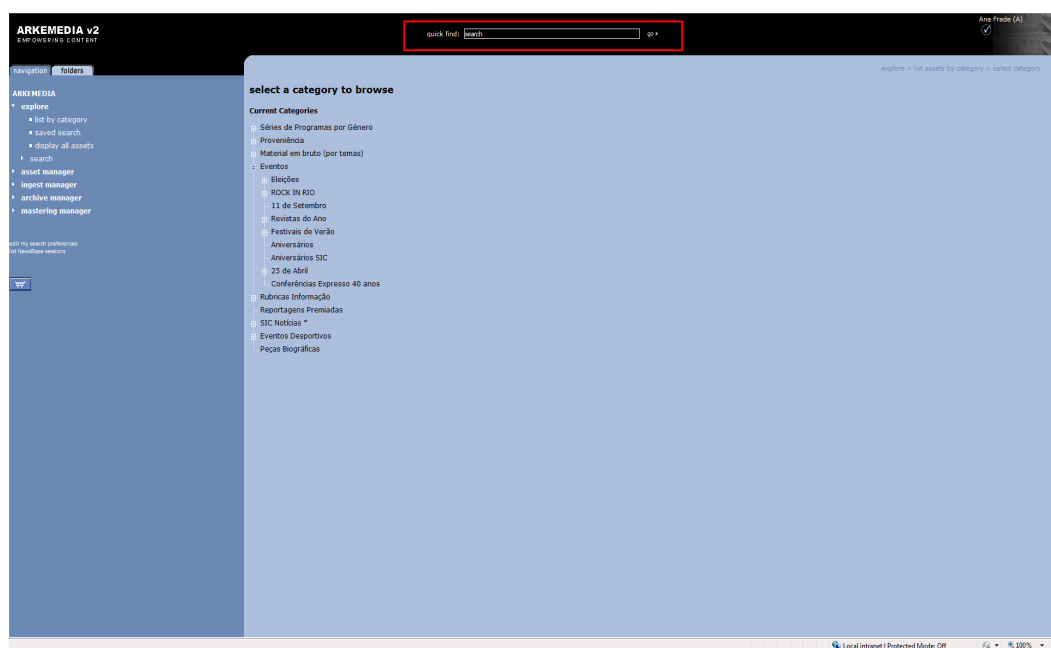 ARKEMEDIA v2
EMPOWERING CONTENT
quick find: search go
Ana Frade (A)
navigation folders
explore > list assets by category > select category
ARKEMEDIA
explore
list by category
saved search
display all assets
search
asset manager
ingest manager
archive manager
mastering manager
edit my search preferences
list NewsBase sessions
select a category to browse
Current Categories
Séries de Programas por Género
Proveniência
Material em bruto (por temas)
Eventos
Eleições
ROCK IN RIO
11 de Setembro
Revistas do Ano
Festivais de Verão
Aniversários
Aniversários SIC
25 de Abril
Conferências Expresso 40 anos
Rubricas Informação
Reportagens Premiadas
SIC Notícias *
Eventos Desportivos
Peças Biográficas
Local intranet | Protected Mode: Off 100%